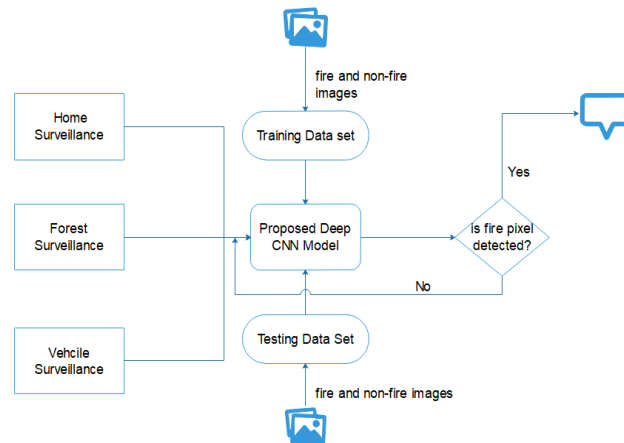 fire and non-fire
images
Home
Surveillance
Training Data set
Yes
Forest
Surveillance
Proposed Deep
CNN Model
Is fire pixel
detected?
No
Vehcile
Surveillance
Testing Data Set
fire and non-fire images